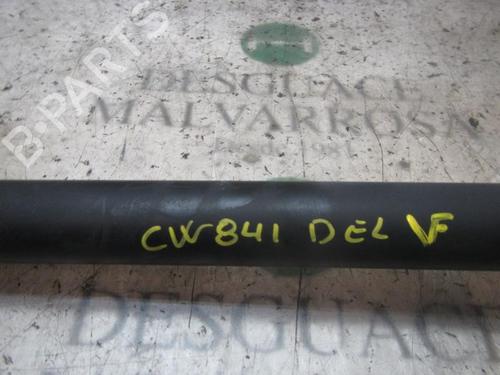 B-PARTS
DESGUACE
MALVARROSA
CW841 DEL VF
DESGUACE